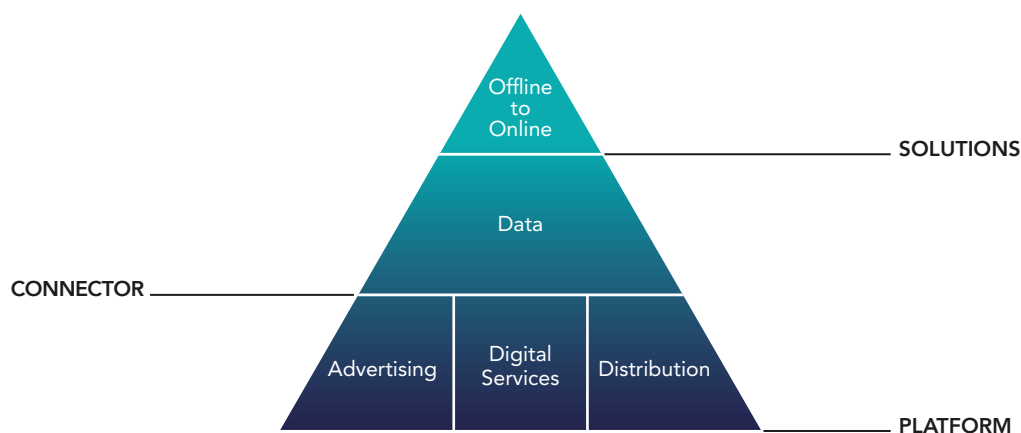 Offline
to
Online
SOLUTIONS
Data
CONNECTOR
Advertising
Digital
Services
Distribution
PLATFORM